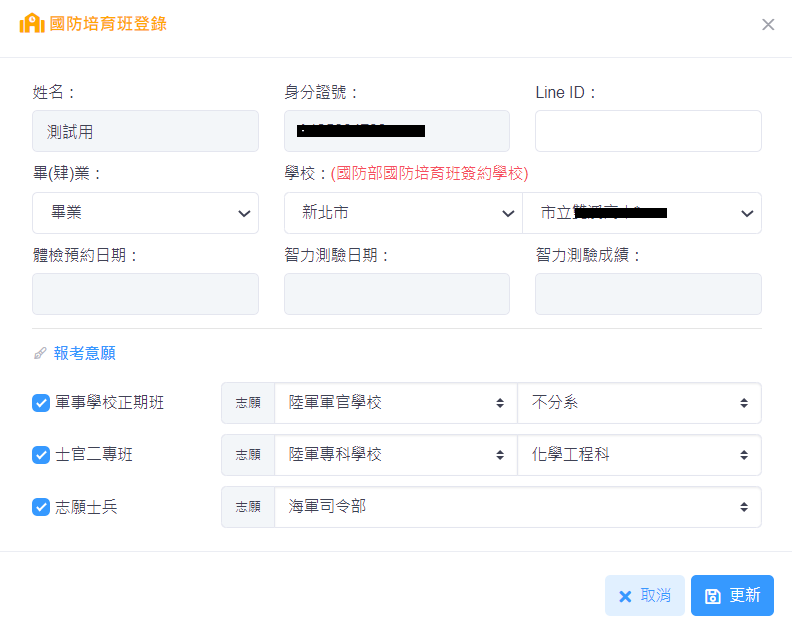 國防培育班登錄
姓名：
身分證號：
Line ID：
測試用
畢(肄)業：
學校：(國防部國防培育班簽約學校)
畢業
新北市
市立
體檢預約日期：
智力測驗日期：
智力測驗成績：
報考意願
軍事學校正期班
志願
陸軍軍官學校
不分系
士官二專班
志願
陸軍專科學校
化學工程科
志願士兵
志願
海軍司令部
取消
更新